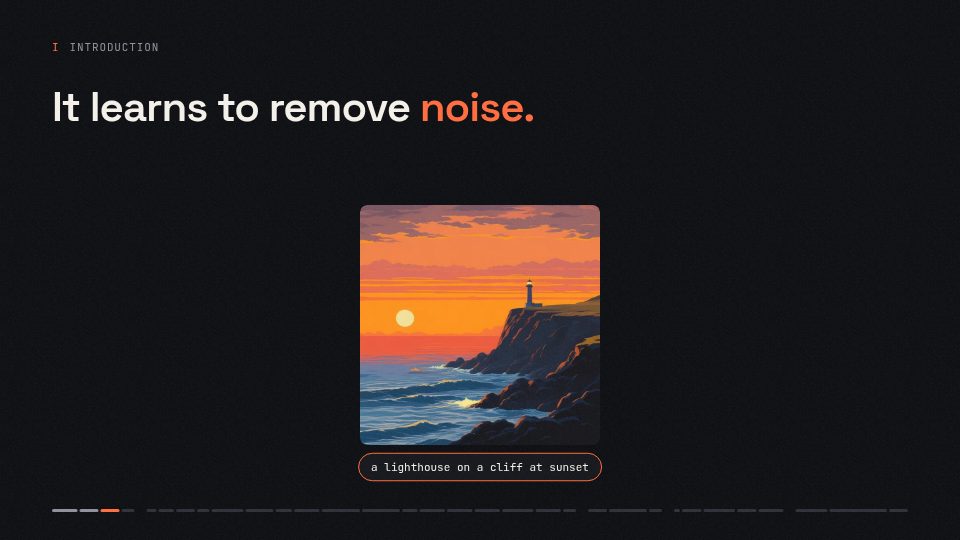 I INTRODUCTION
It learns to remove noise.
a lighthouse on a cliff at sunset